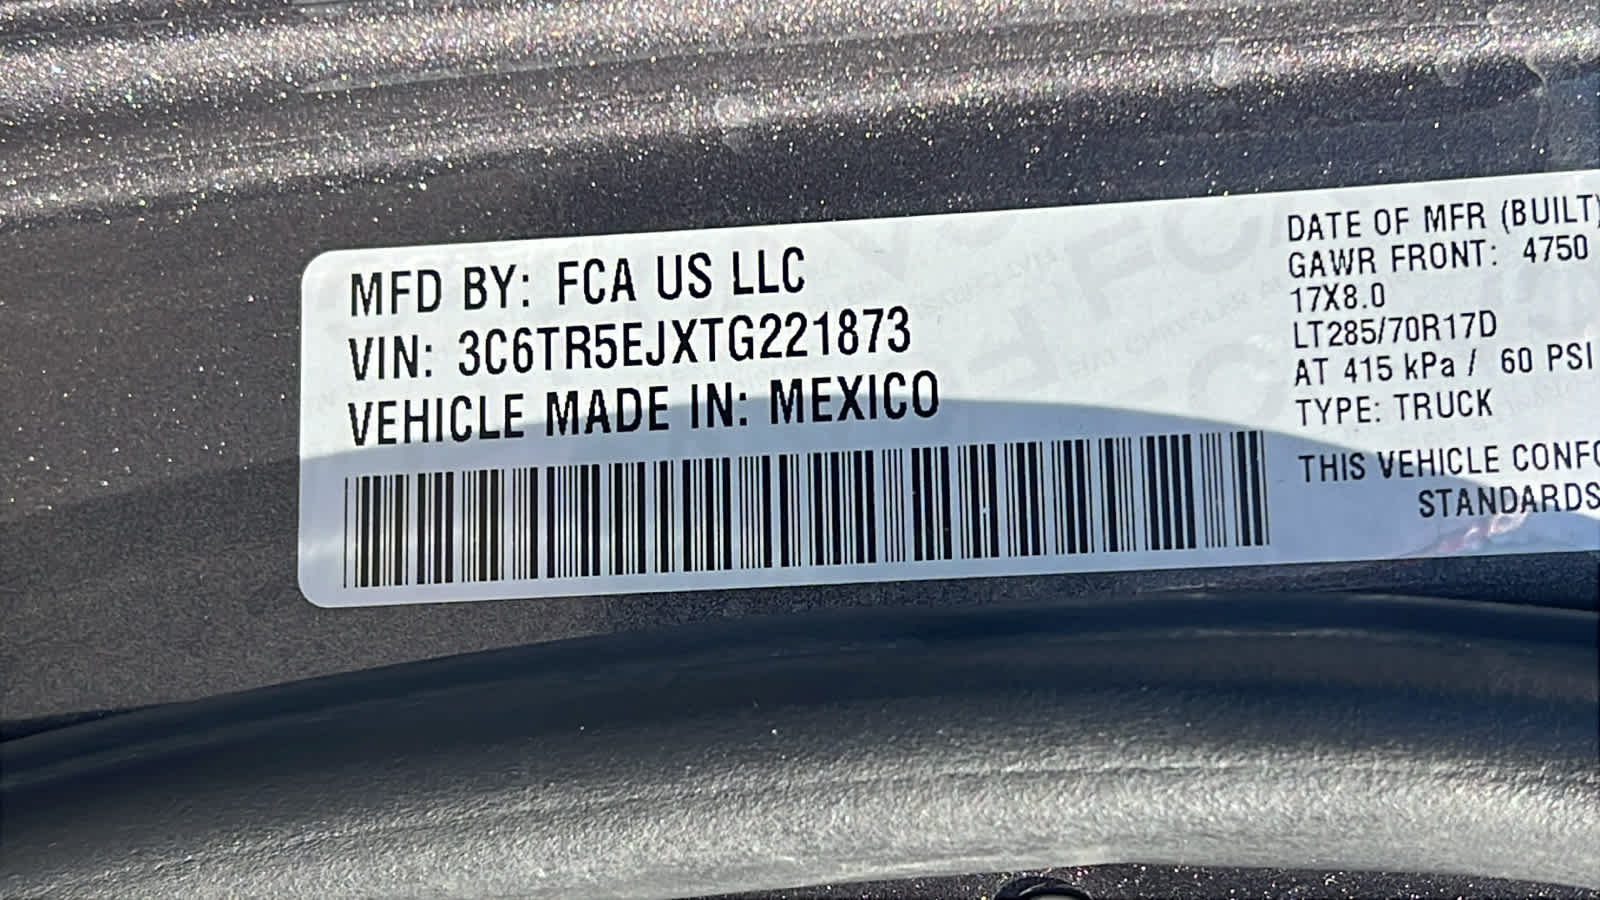 MFD BY: FCA US LLC
VIN: 3C6TR5EJXTG221873
VEHICLE MADE IN: MEXICO
DATE OF MFR (BUILT)
GAWR FRONT: 4750
17X8.0
LT285/70R17D
AT 415 kPa / 60 PSI
TYPE: TRUCK
THIS VEHICLE
STANDARDS